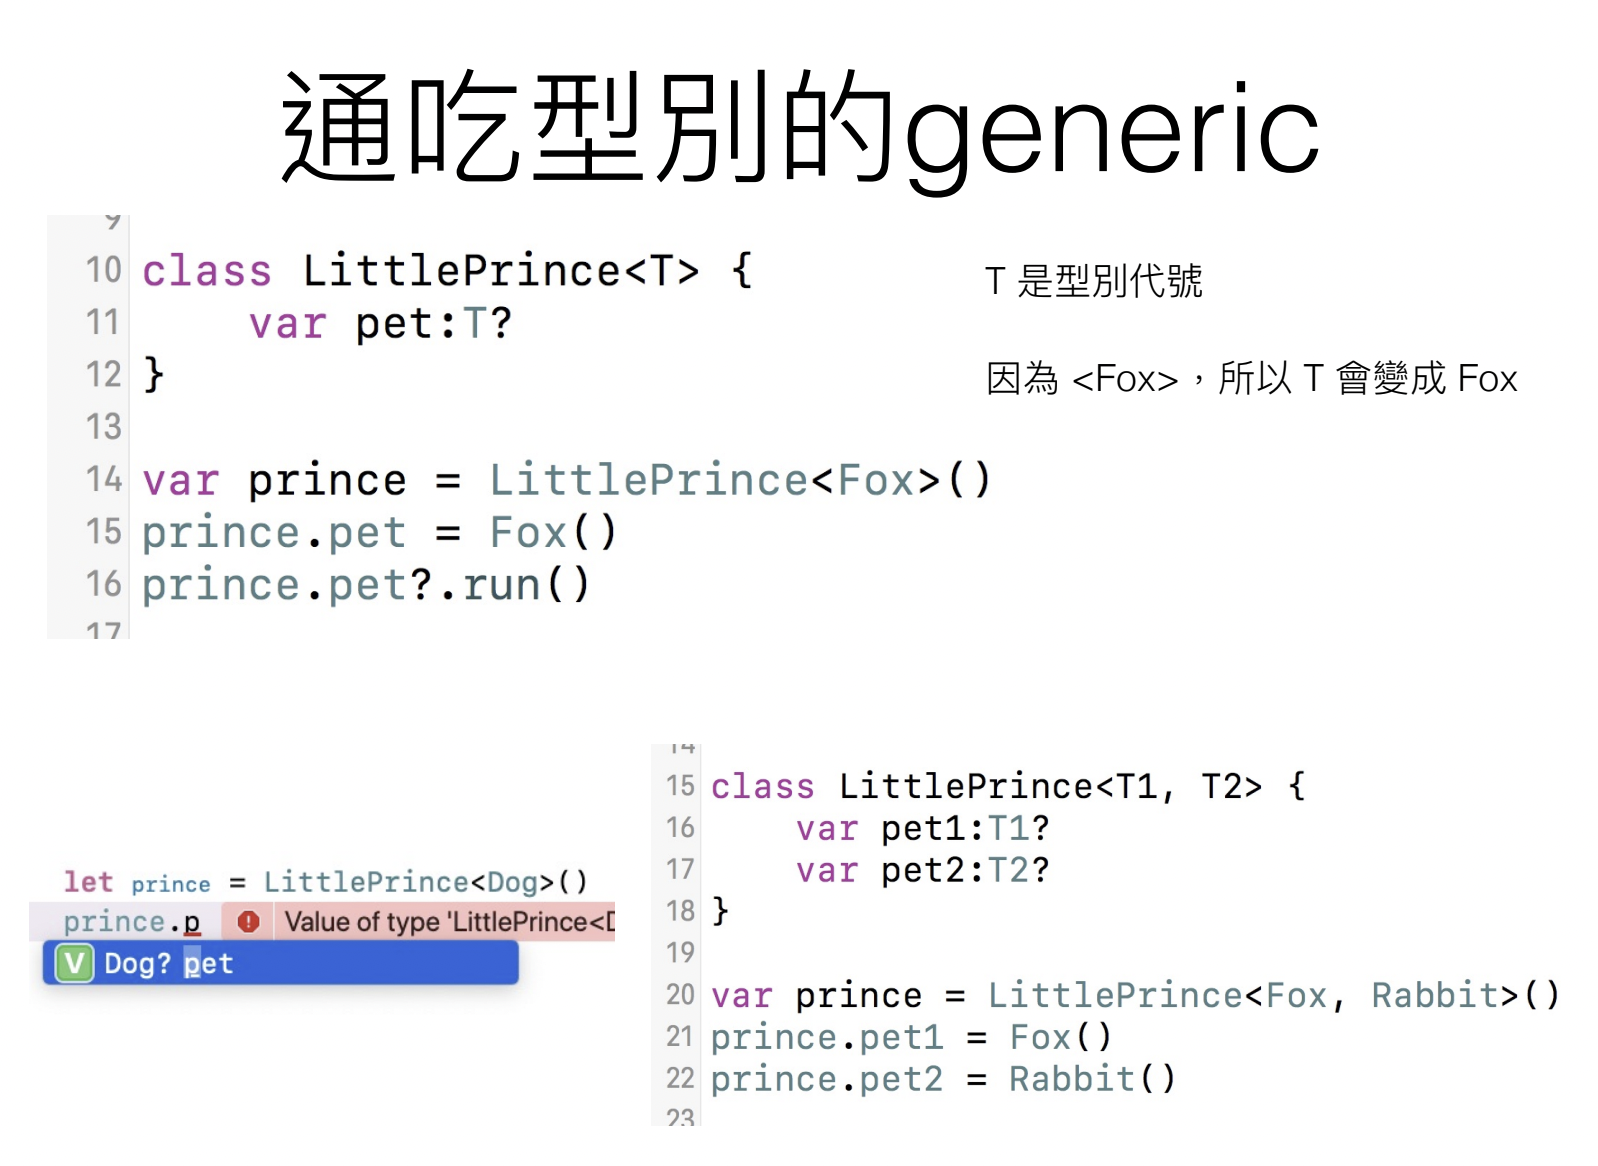 通吃型別的generic
9
10 class LittlePrince<T> {
11     var pet:T?
12 }
13
14 var prince = LittlePrince<Fox>()
15 prince.pet = Fox()
16 prince.pet?.run()
17
T 是型別代號
因為 <Fox>，所以 T 會變成 Fox
let prince = LittlePrince<Dog>()
prince.p Value of type 'LittlePrince<D
V Dog? pet
14
15 class LittlePrince<T1, T2> {
16     var pet1:T1?
17     var pet2:T2?
18 }
19
20 var prince = LittlePrince<Fox, Rabbit>()
21 prince.pet1 = Fox()
22 prince.pet2 = Rabbit()
23